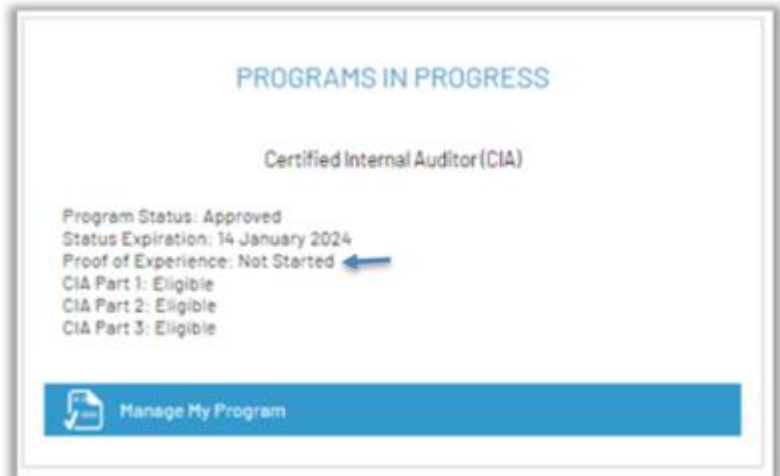 PROGRAMS IN PROGRESS
Certified Internal Auditor (CIA)
Program Status: Approved
Status Expiration: 14 January 2024
Proof of Experience: Not Started
CIA Part 1: Eligible
CIA Part 2: Eligible
CIA Part 3: Eligible
Manage My Program